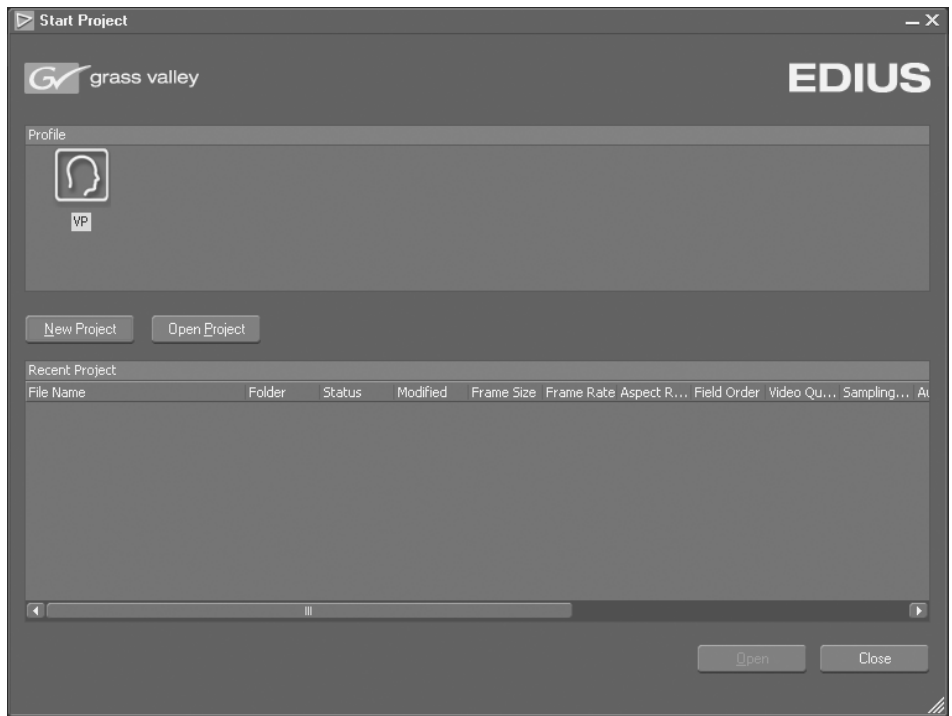 Start Project
grass valley EDIUS
Profile
VP
New Project Open Project
Recent Project
File Name Folder Status Modified Frame Size Frame Rate Aspect R... Field Order Video Qu... Sampling... Au
Open Close